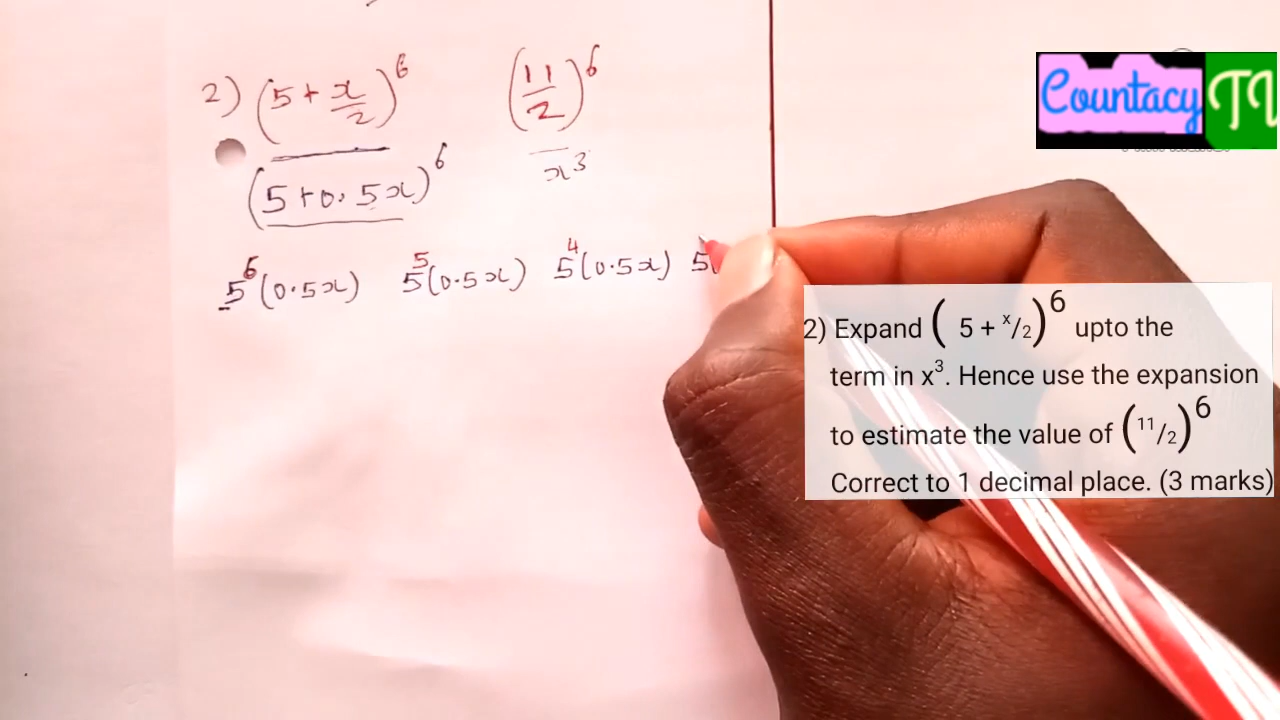 2) (5 + x/2)^6 (11/2)^6
(5 + 0.5x)^6 x^3
5^6(0.5x) 5^5(0.5x) 5^4(0.5x) 5(
Countacy TV
2) Expand ( 5 + x/2)^6 upto the
term in x^3. Hence use the expansion
to estimate the value of (11/2)^6
Correct to 1 decimal place. (3 marks)